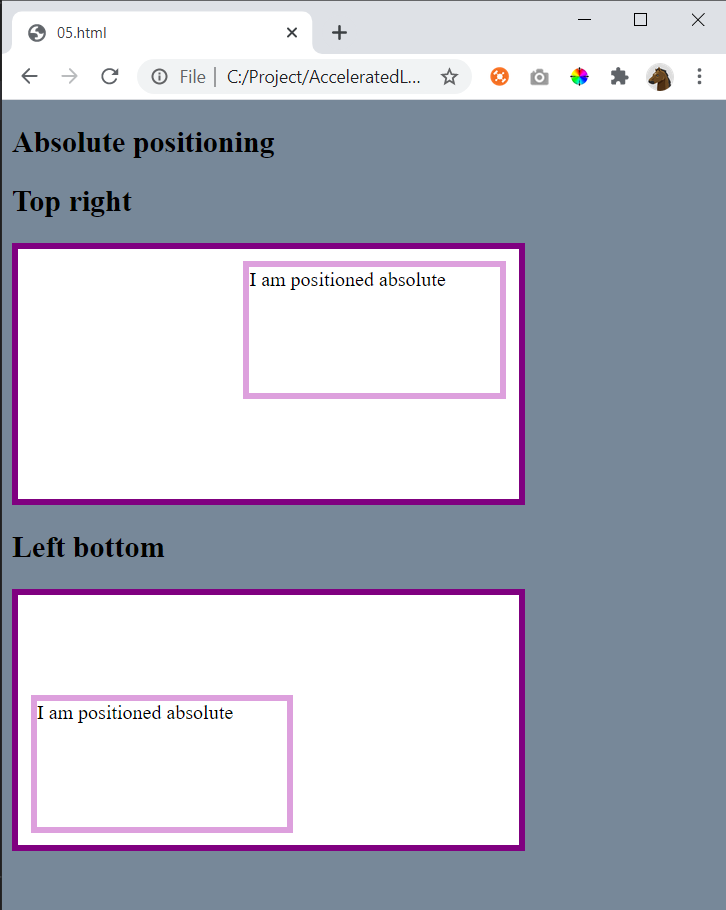 05.html
File | C:/Project/AcceleratedL...
Absolute positioning
Top right
I am positioned absolute
Left bottom
I am positioned absolute